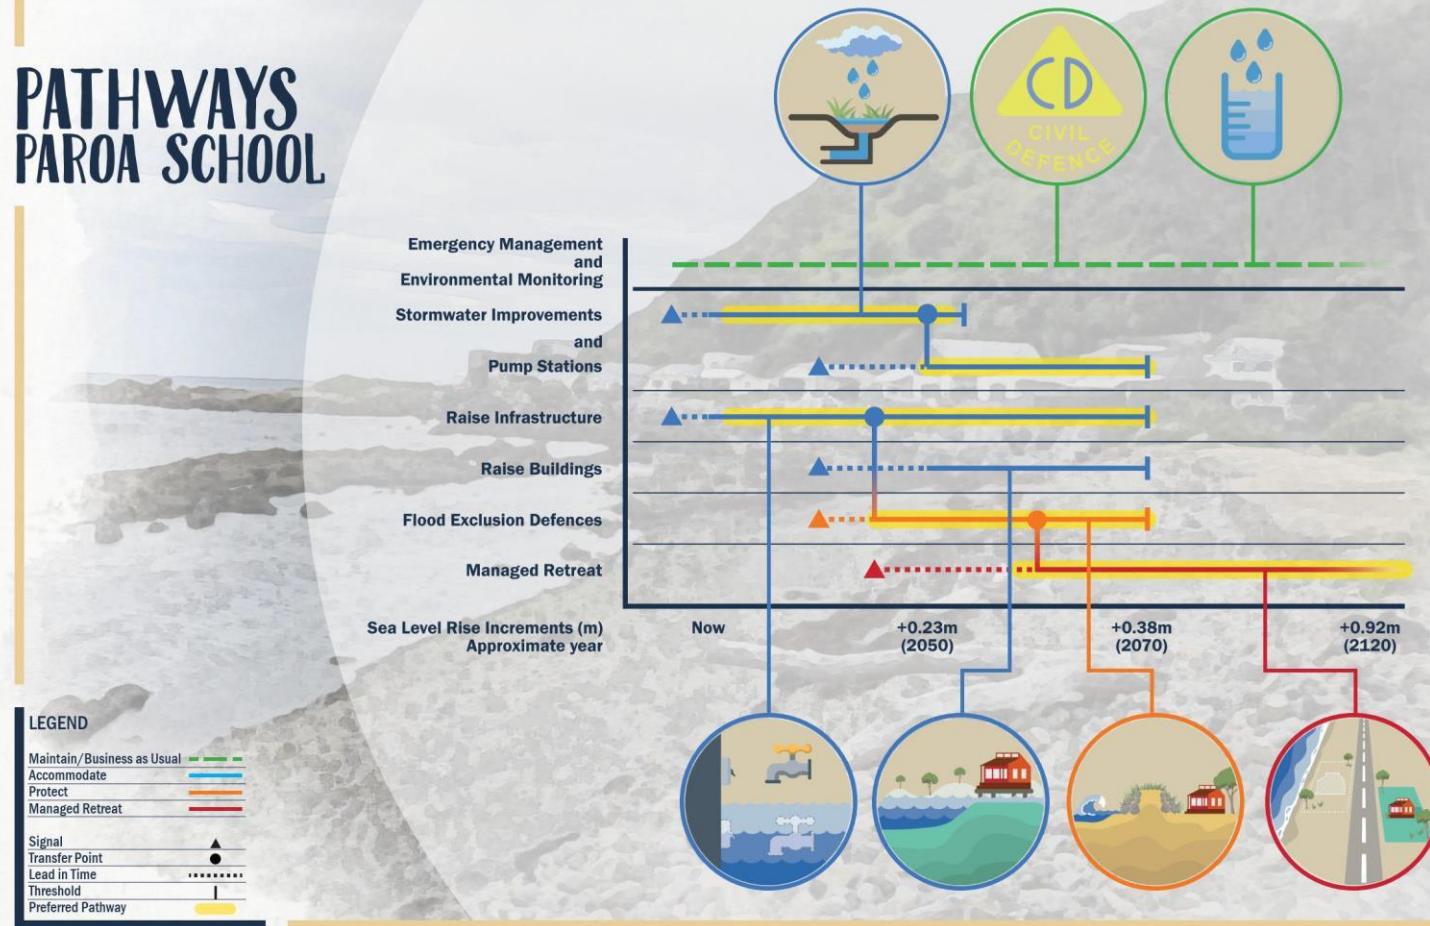 PATHWAYS
PAROA SCHOOL
CD
CIVIL
DEFENCE
Emergency Management
and
Environmental Monitoring
Stormwater Improvements
and
Pump Stations
Raise Infrastructure
Raise Buildings
Flood Exclusion Defences
Managed Retreat
Sea Level Rise Increments (m)
Approximate year
Now
+0.23m
(2050)
+0.38m
(2070)
+0.92m
(2120)
LEGEND
Maintain/Business as Usual
Accommodate
Protect
Managed Retreat
Signal
Transfer Point
Lead in Time
Threshold
Preferred Pathway